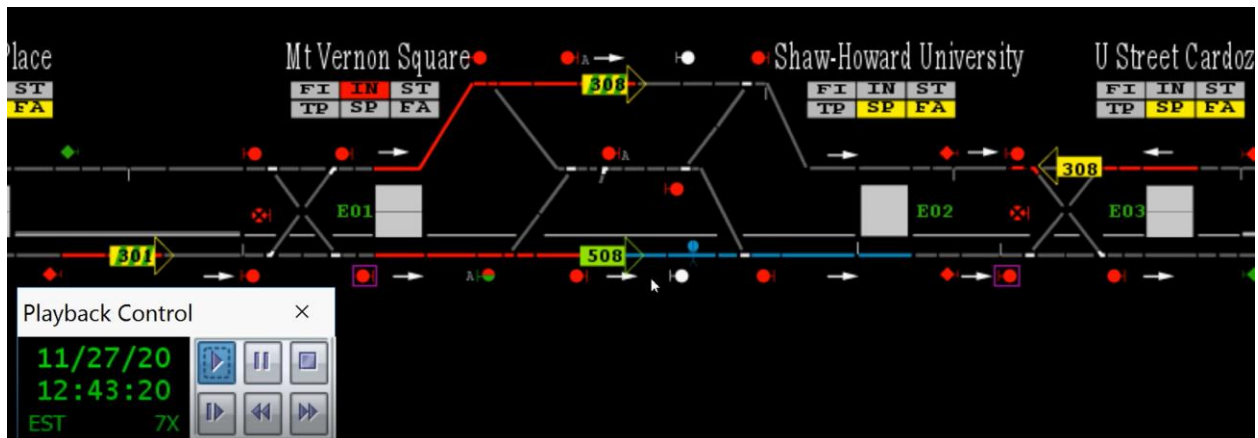 Place
Mt Vernon Square
Shaw-Howard University
U Street Cardoz
ST
FA
FI IN ST
TP SP FA
FI IN ST
TP SP FA
FI IN ST
TP SP FA
A
308
A
308
E01
E02
E03
301
508
A
Playback Control ×
11/27/20
12:43:20
EST 7X